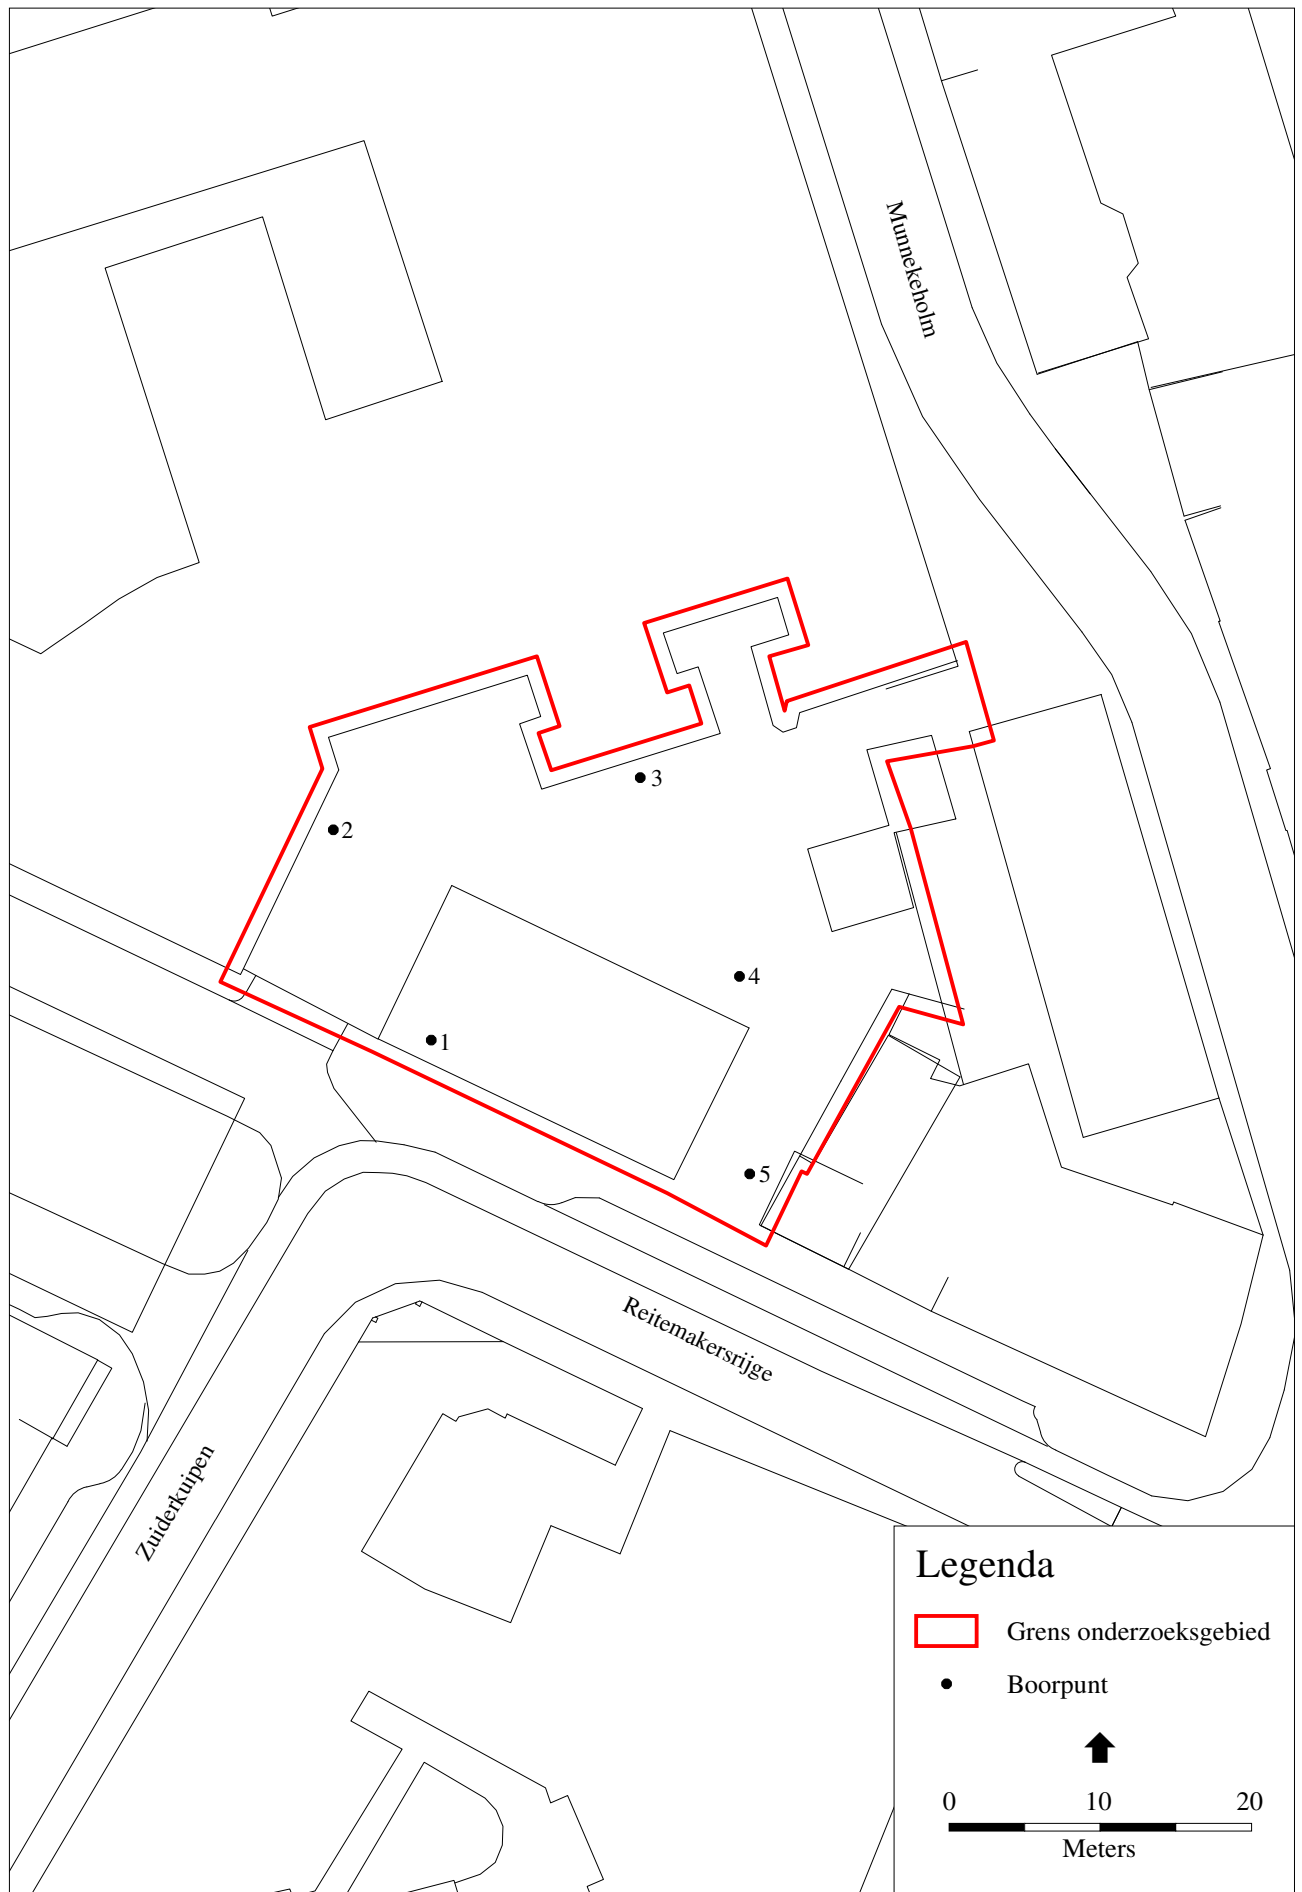 Munnekeholm
3
2
4
1
5
Reitemakersrijge
Zuiderkuipen
Legenda
Grens onderzoeksgebied
Boorpunt
0 10 20
Meters